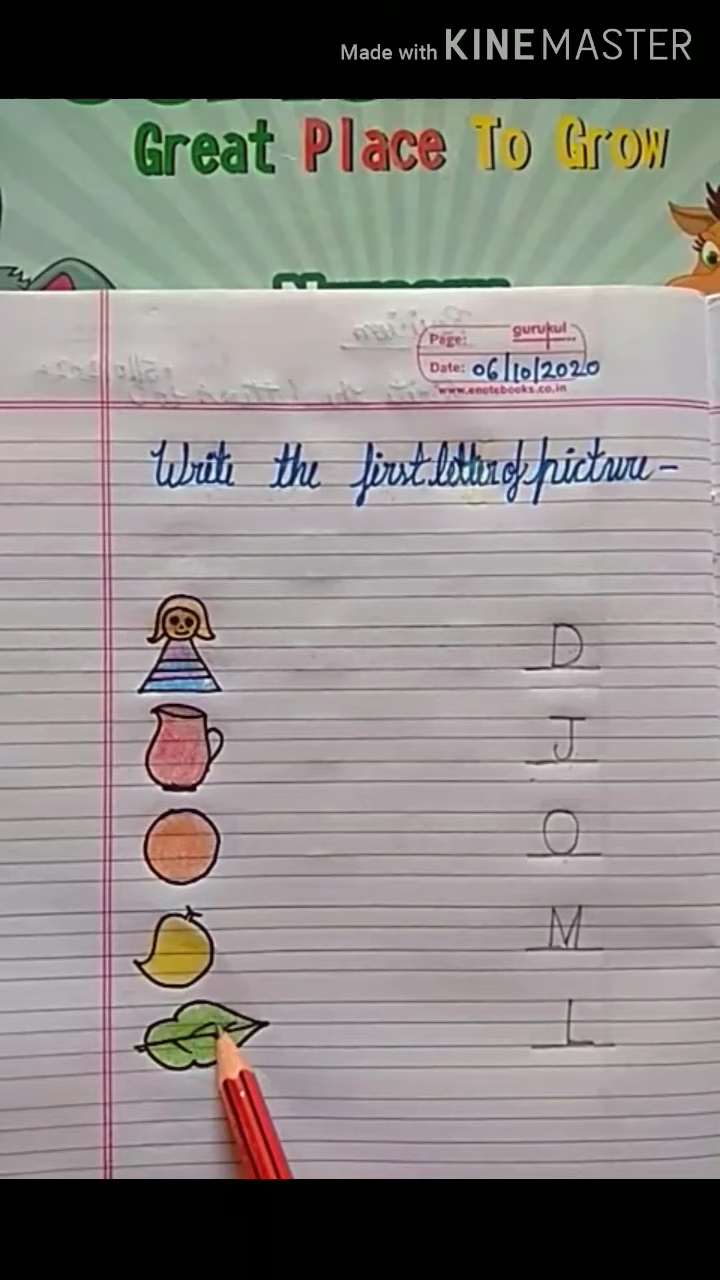 Made with KINEMASTER
Great Place To Grow
Page:
gurukul
Date: 06/10/2020
www.enotebooks.co.in
Write the first letter of picture -
D
J
O
M
L